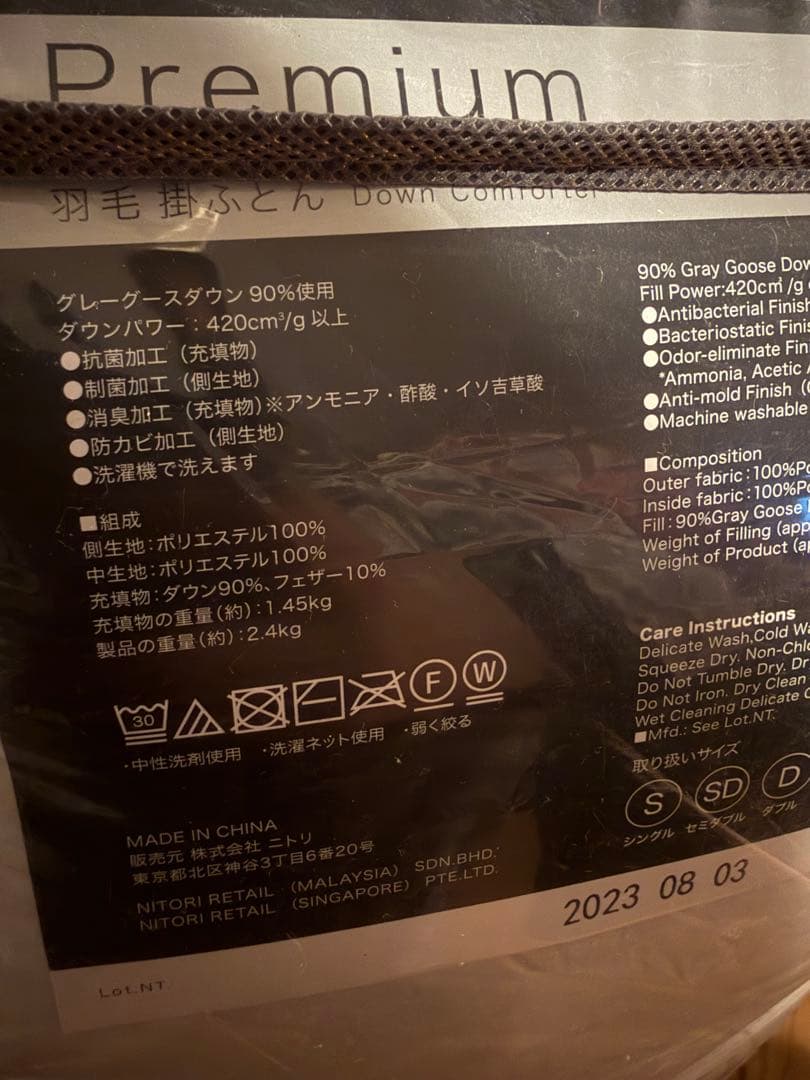 Premium
羽毛 掛ふとん Down Comforter
グレーグースダウン 90%使用
ダウンパワー：420cm³/g 以上
●抗菌加工（充填物）
●制菌加工（側生地）
●消臭加工（充填物）※アンモニア・酢酸・イソ吉草酸
●防カビ加工（側生地）
●洗濯機で洗えます
■組成
側生地：ポリエステル100%
中生地：ポリエステル100%
充填物：ダウン90%、フェザー10%
充填物の重量(約)：1.45kg
製品の重量(約)：2.4kg
30 F W
・中性洗剤使用 ・洗濯ネット使用 ・弱く絞る
MADE IN CHINA
販売元 株式会社 ニトリ
東京都北区神谷3丁目6番20号
NITORI RETAIL （MALAYSIA） SDN.BHD.
NITORI RETAIL （SINGAPORE） PTE.LTD.
90% Gray Goose Dow
Fill Power:420cm³/g
●Antibacterial Finish
●Bacteriostatic Finis
●Odor-eliminate Fin
*Ammonia, Acetic A
●Anti-mold Finish
●Machine washable
■Composition
Outer fabric：100%Po
Inside fabric：100%Po
Fill：90%Gray Goose
Weight of Filling (app
Weight of Product (ap
Care Instructions
Delicate Wash,Cold Wa
Squeeze Dry. Non-Chlo
Do Not Tumble Dry. Dr
Do Not Iron. Dry Clean
Wet Cleaning Delicate
■Mfd.: See Lot.NT.
取り扱いサイズ
S SD D
シングル セミダブル ダブル
2023 08 03
Lot.NT